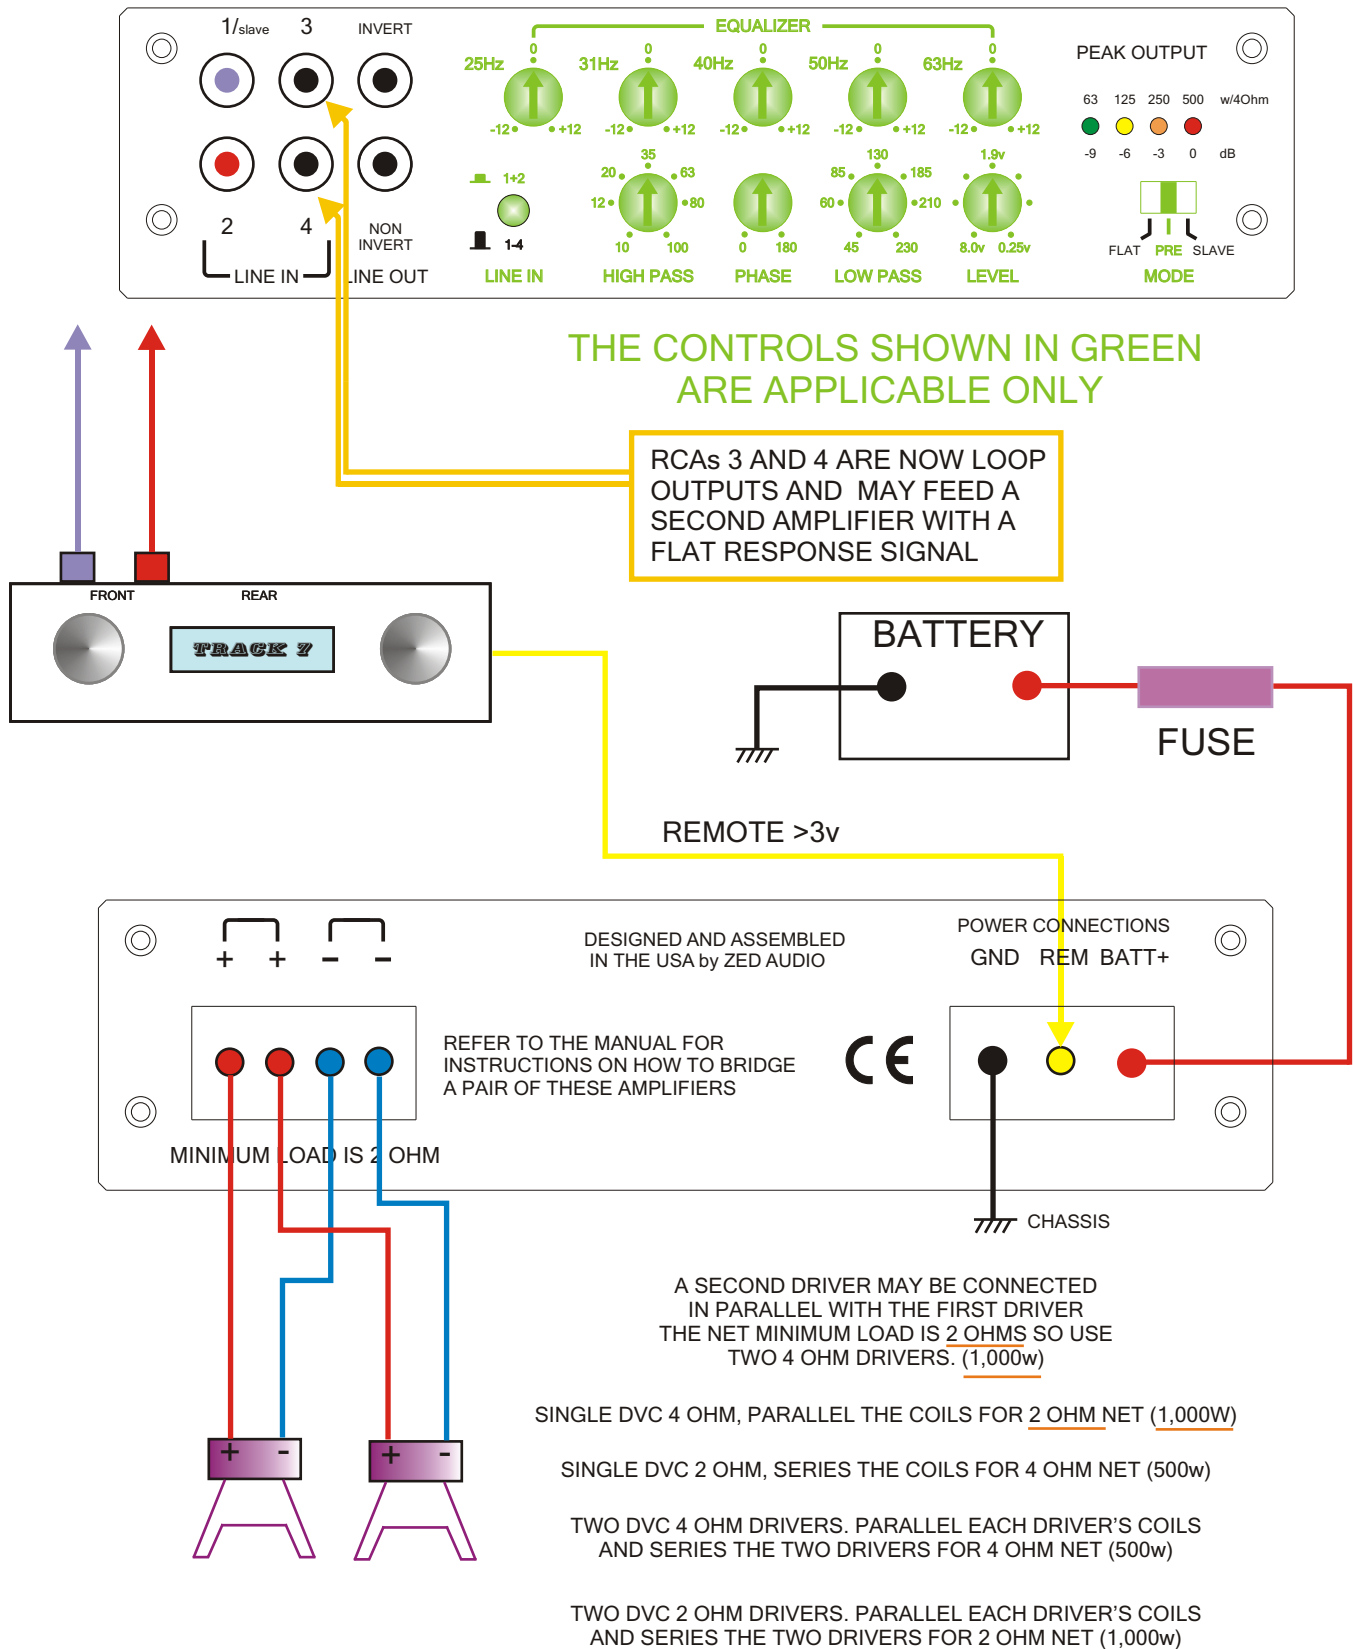 1/slave 3 INVERT
EQUALIZER
PEAK OUTPUT
25Hz 0 31Hz 0 40Hz 0 50Hz 0 63Hz 0
63 125 250 500 w/4Ohm
-12 +12 -12 +12 -12 +12 -12 +12 -12 +12
-9 -6 -3 0 dB
35 130 1.9v
1+2 20 63 85 185
12 80 60 210
2 4 NON INVERT
1-4 10 100 0 180 45 230 8.0v 0.25v
FLAT PRE SLAVE
LINE IN LINE OUT LINE IN HIGH PASS PHASE LOW PASS LEVEL MODE
THE CONTROLS SHOWN IN GREEN
ARE APPLICABLE ONLY
RCAs 3 AND 4 ARE NOW LOOP
OUTPUTS AND MAY FEED A
SECOND AMPLIFIER WITH A
FLAT RESPONSE SIGNAL
FRONT REAR
TRACK 7
BATTERY
FUSE
REMOTE >3v
+ + - -
DESIGNED AND ASSEMBLED
IN THE USA by ZED AUDIO
POWER CONNECTIONS
GND REM BATT+
REFER TO THE MANUAL FOR
INSTRUCTIONS ON HOW TO BRIDGE
A PAIR OF THESE AMPLIFIERS
CE
MINIMUM LOAD IS 2 OHM
CHASSIS
A SECOND DRIVER MAY BE CONNECTED
IN PARALLEL WITH THE FIRST DRIVER
THE NET MINIMUM LOAD IS 2 OHMS SO USE
TWO 4 OHM DRIVERS. (1,000w)
SINGLE DVC 4 OHM, PARALLEL THE COILS FOR 2 OHM NET (1,000W)
+ - + -
SINGLE DVC 2 OHM, SERIES THE COILS FOR 4 OHM NET (500w)
TWO DVC 4 OHM DRIVERS. PARALLEL EACH DRIVER'S COILS
AND SERIES THE TWO DRIVERS FOR 4 OHM NET (500w)
TWO DVC 2 OHM DRIVERS. PARALLEL EACH DRIVER'S COILS
AND SERIES THE TWO DRIVERS FOR 2 OHM NET (1,000w)